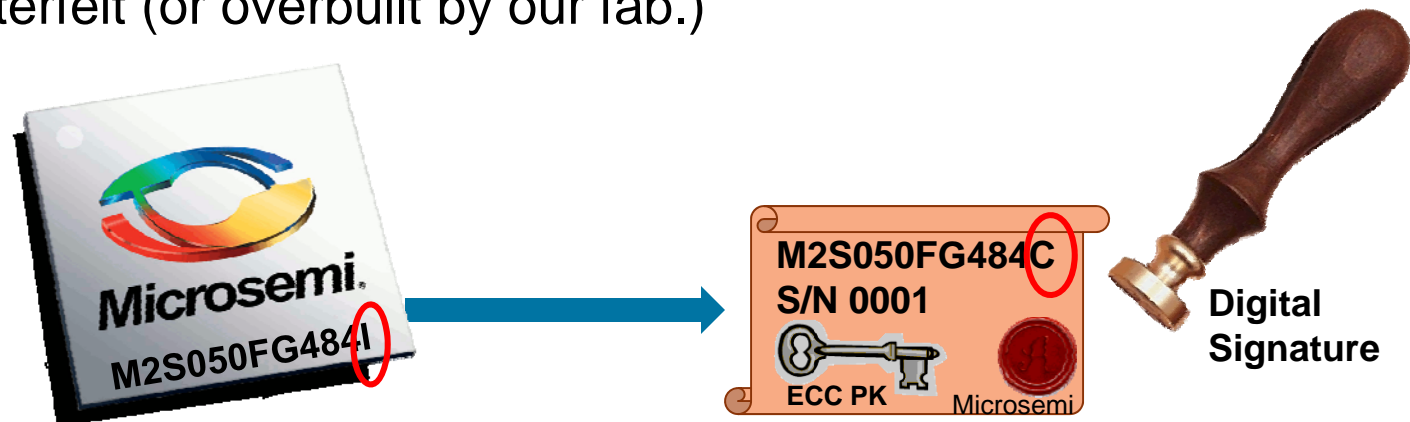 terfeit (or overbuilt by our fab.)
Microsemi.
M2S050FG484I
M2S050FG484C
S/N 0001
ECC PK
Microsemi
Digital
Signature